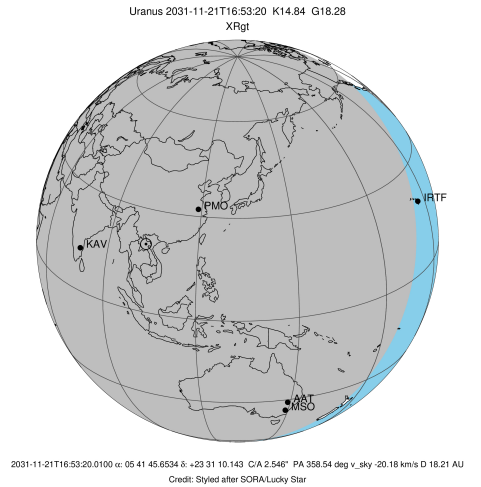 Uranus 2031-11-21T16:53:20 K14.84 G18.28
XRgt
IRTF
PMO
KAV
AAT
MSO
2031-11-21T16:53:20.0100 α: 05 41 45.6534 δ: +23 31 10.143 C/A 2.546" PA 358.54 deg v_sky -20.18 km/s D 18.21 AU
Credit: Styled after SORA/Lucky Star